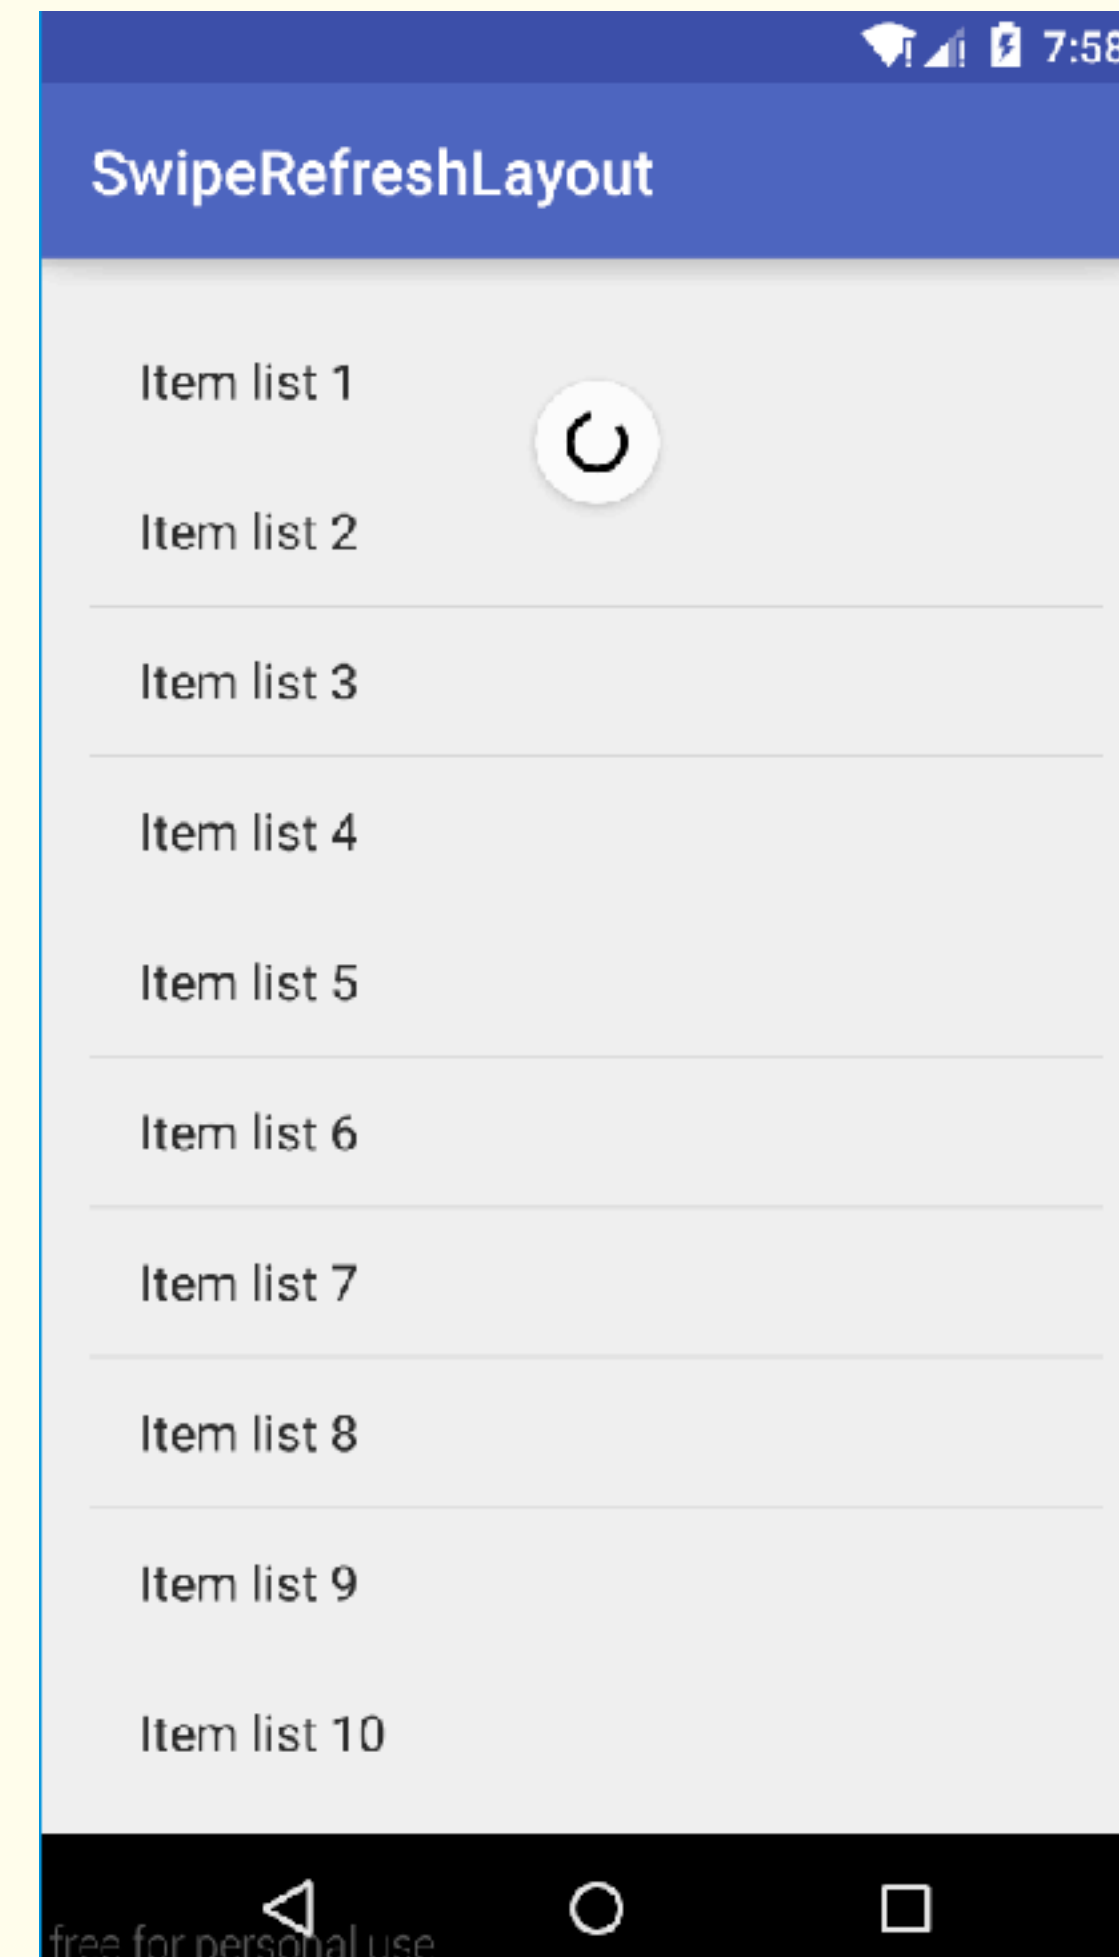 7:58
SwipeRefreshLayout
Item list 1
Item list 2
Item list 3
Item list 4
Item list 5
Item list 6
Item list 7
Item list 8
Item list 9
Item list 10
free for personal use